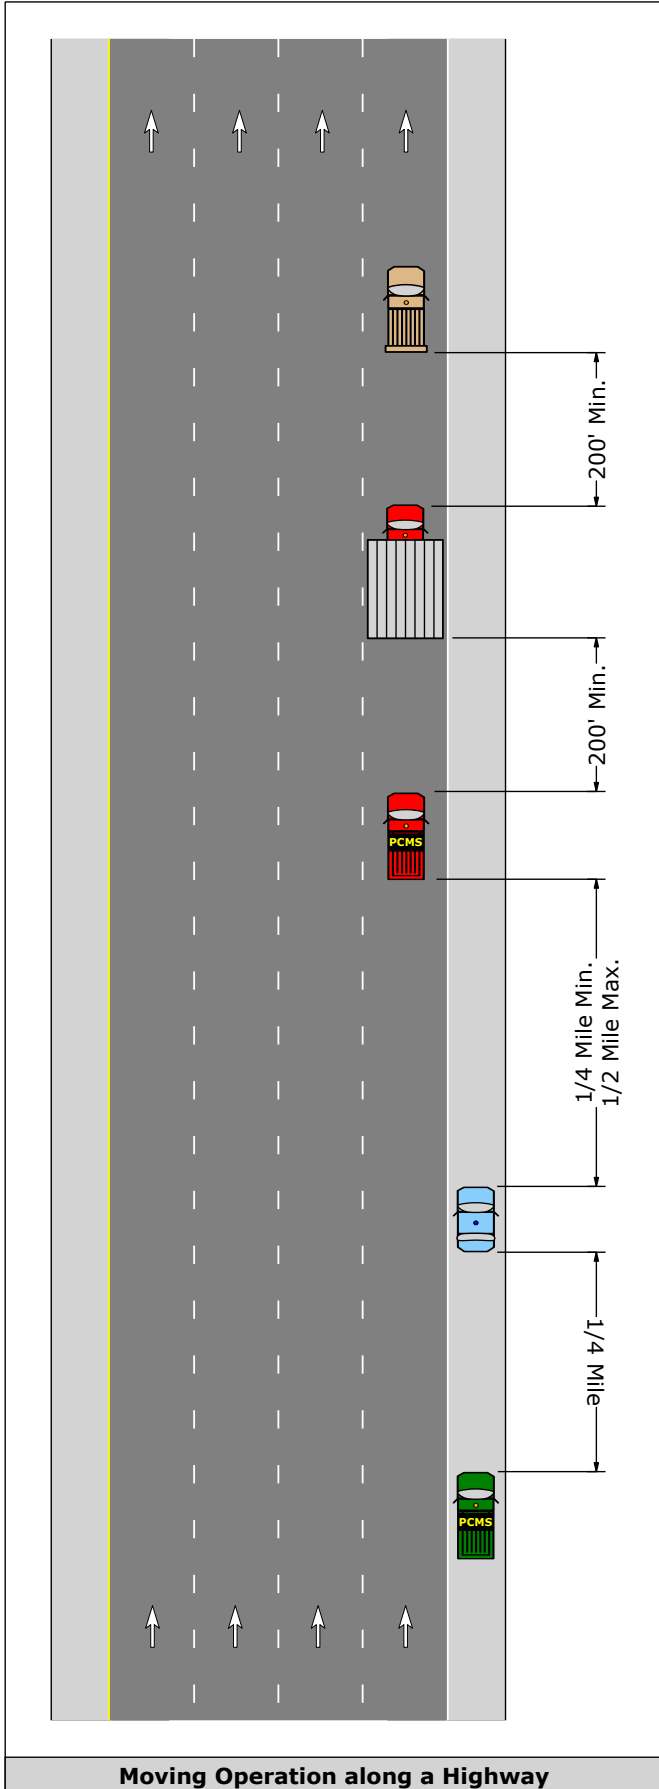 200' Min.
200' Min.
PCMS
1/4 Mile Min.
1/2 Mile Max.
1/4 Mile
PCMS
Moving Operation along a Highway